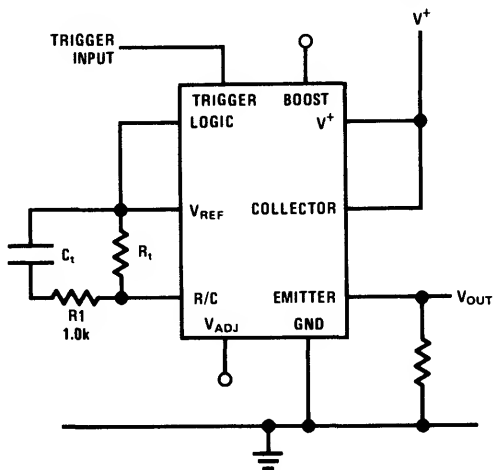 V+
TRIGGER
INPUT
TRIGGER BOOST
LOGIC V+
VREF COLLECTOR
Ct Rt
R/C EMITTER VOUT
R1
1.0k
VADJ GND